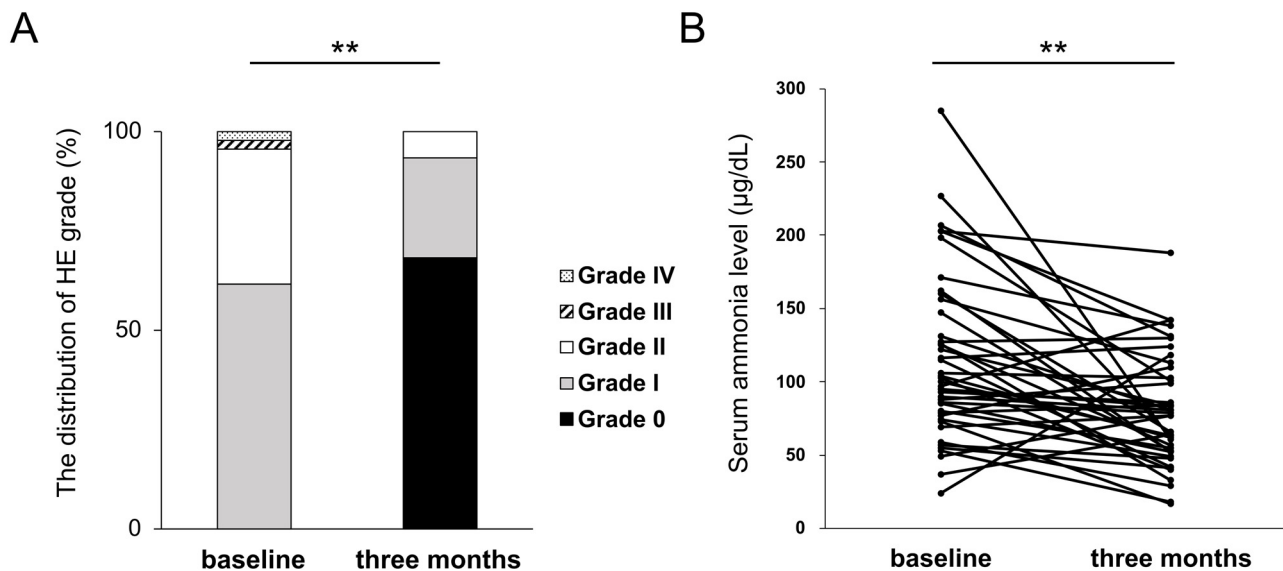 A
**
The distribution of HE grade (%)
100
50
0
baseline
three months
Grade IV
Grade III
Grade II
Grade I
Grade 0
B
**
Serum ammonia level (μg/dL)
300
250
200
150
100
50
0
baseline
three months